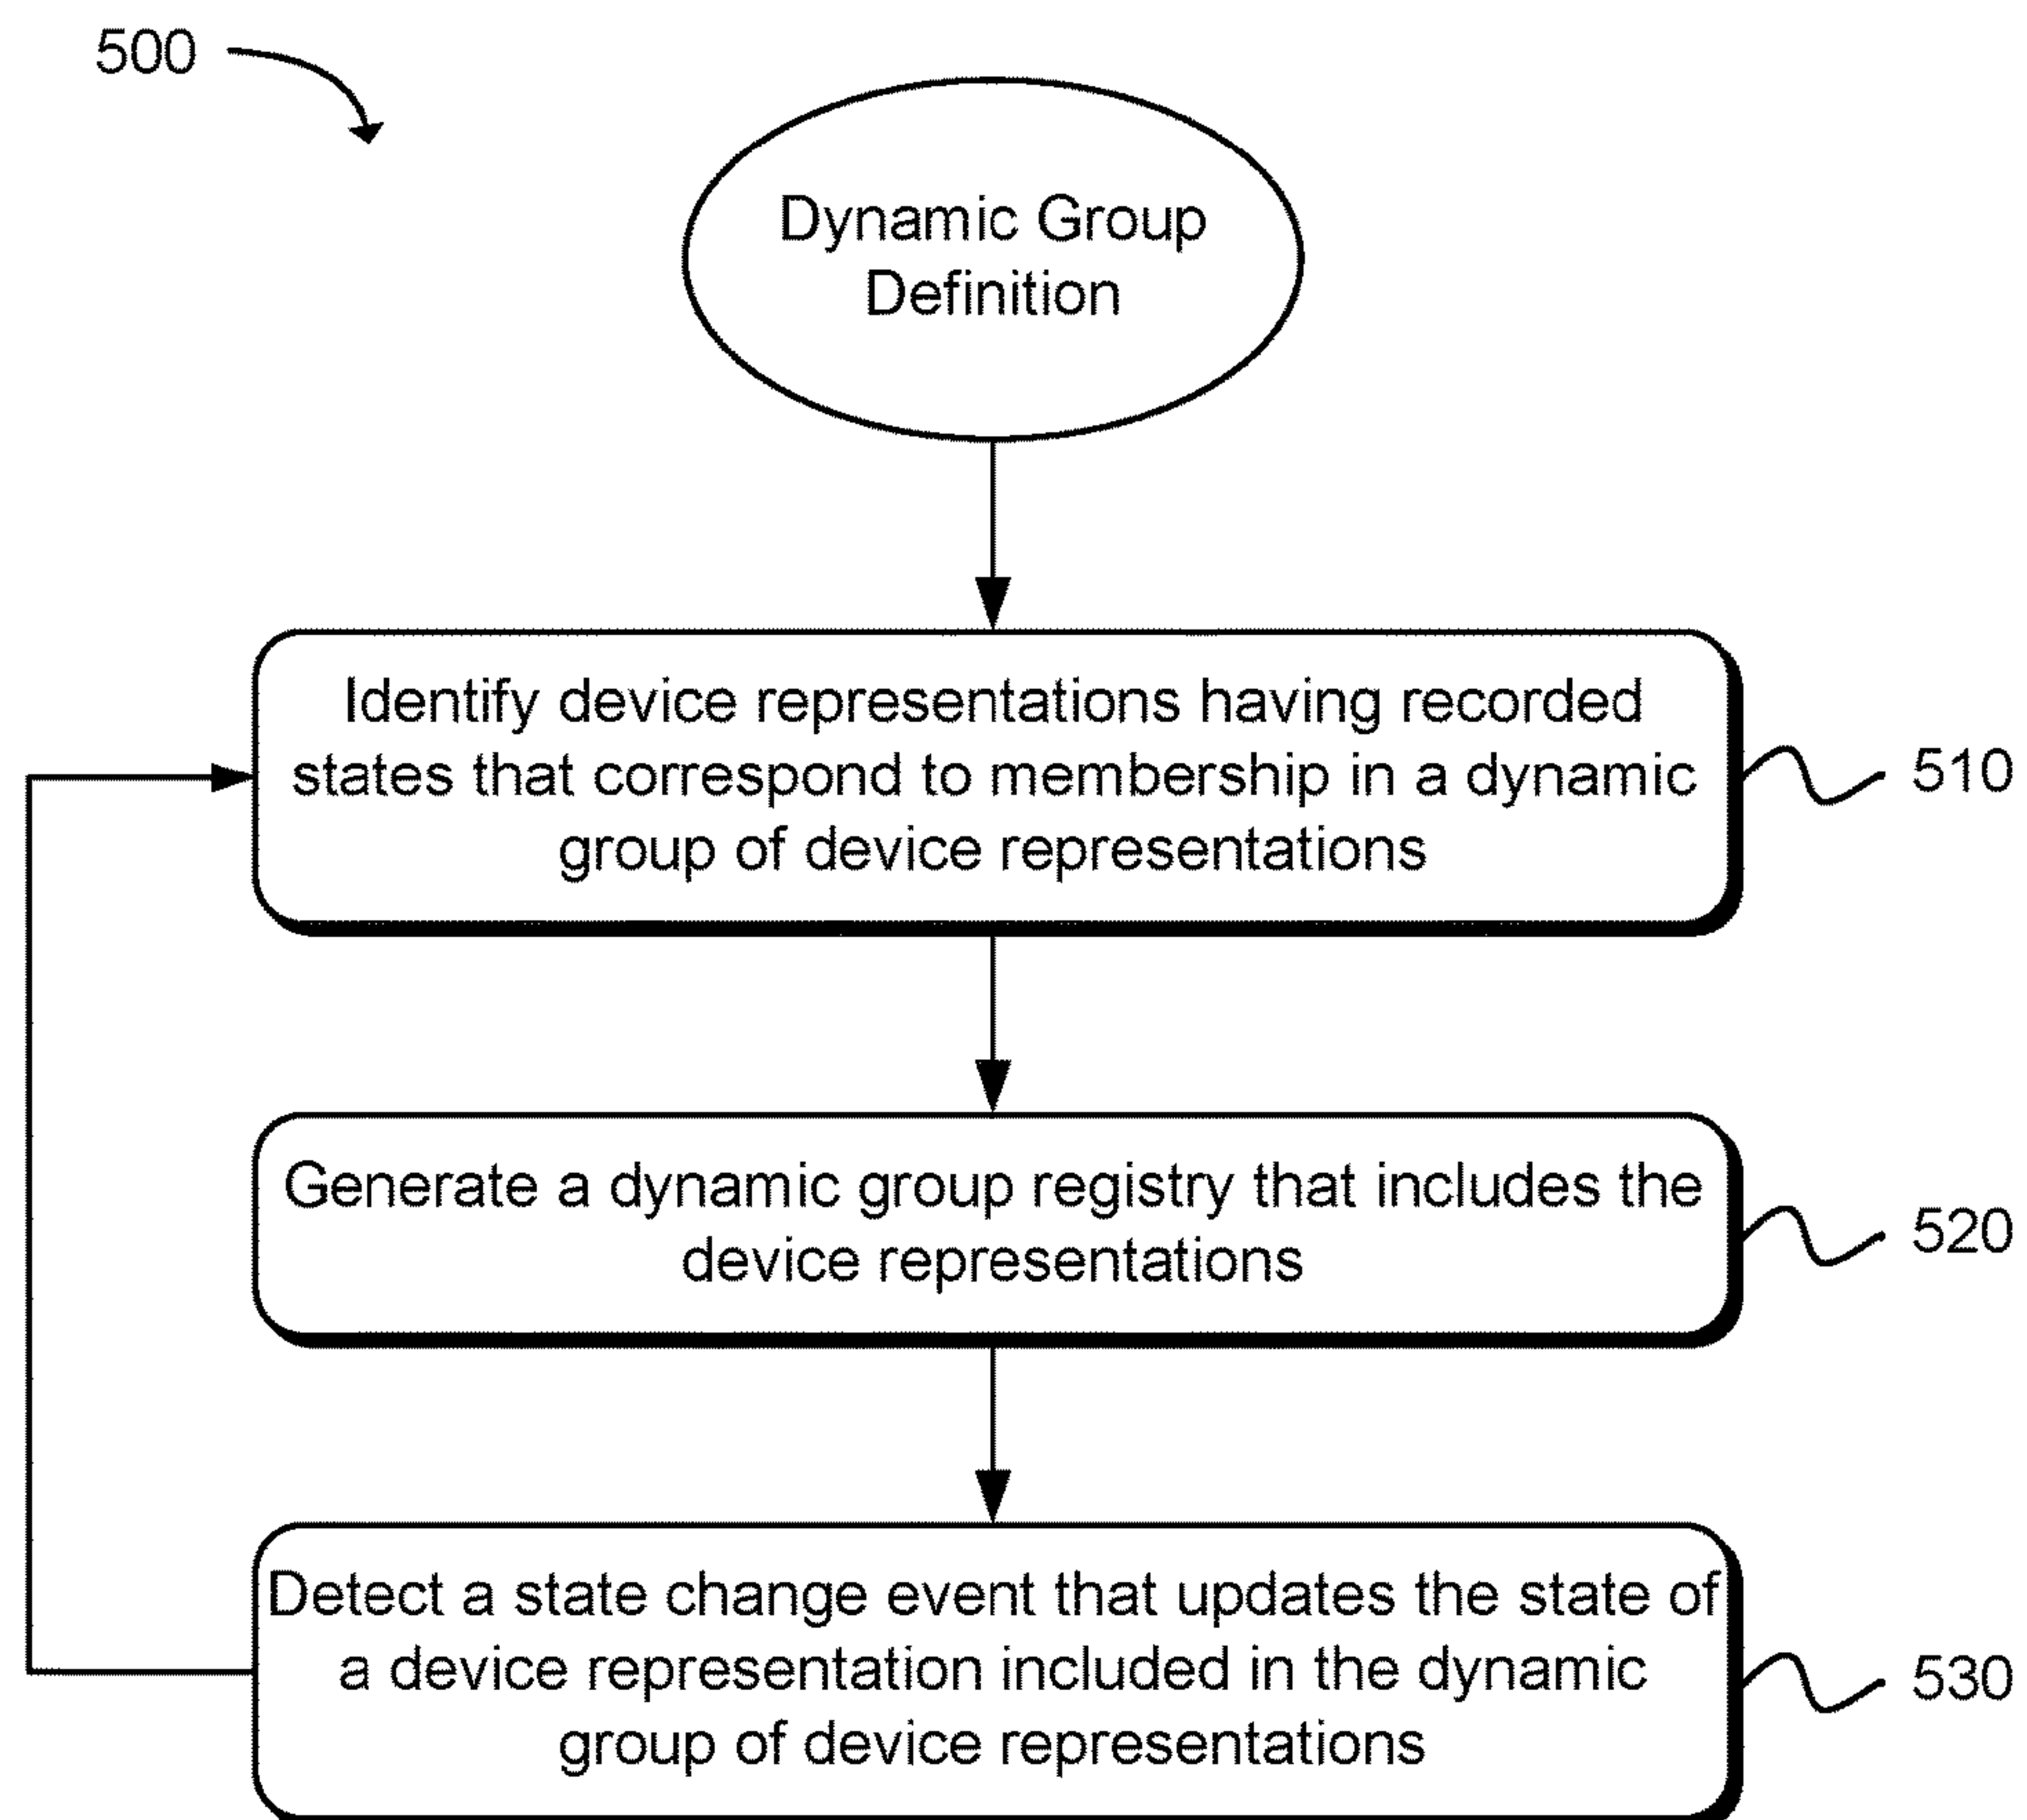 500
Dynamic Group
Definition
Identify device representations having recorded
states that correspond to membership in a dynamic
group of device representations
510
Generate a dynamic group registry that includes the
device representations
520
Detect a state change event that updates the state of
a device representation included in the dynamic
group of device representations
530